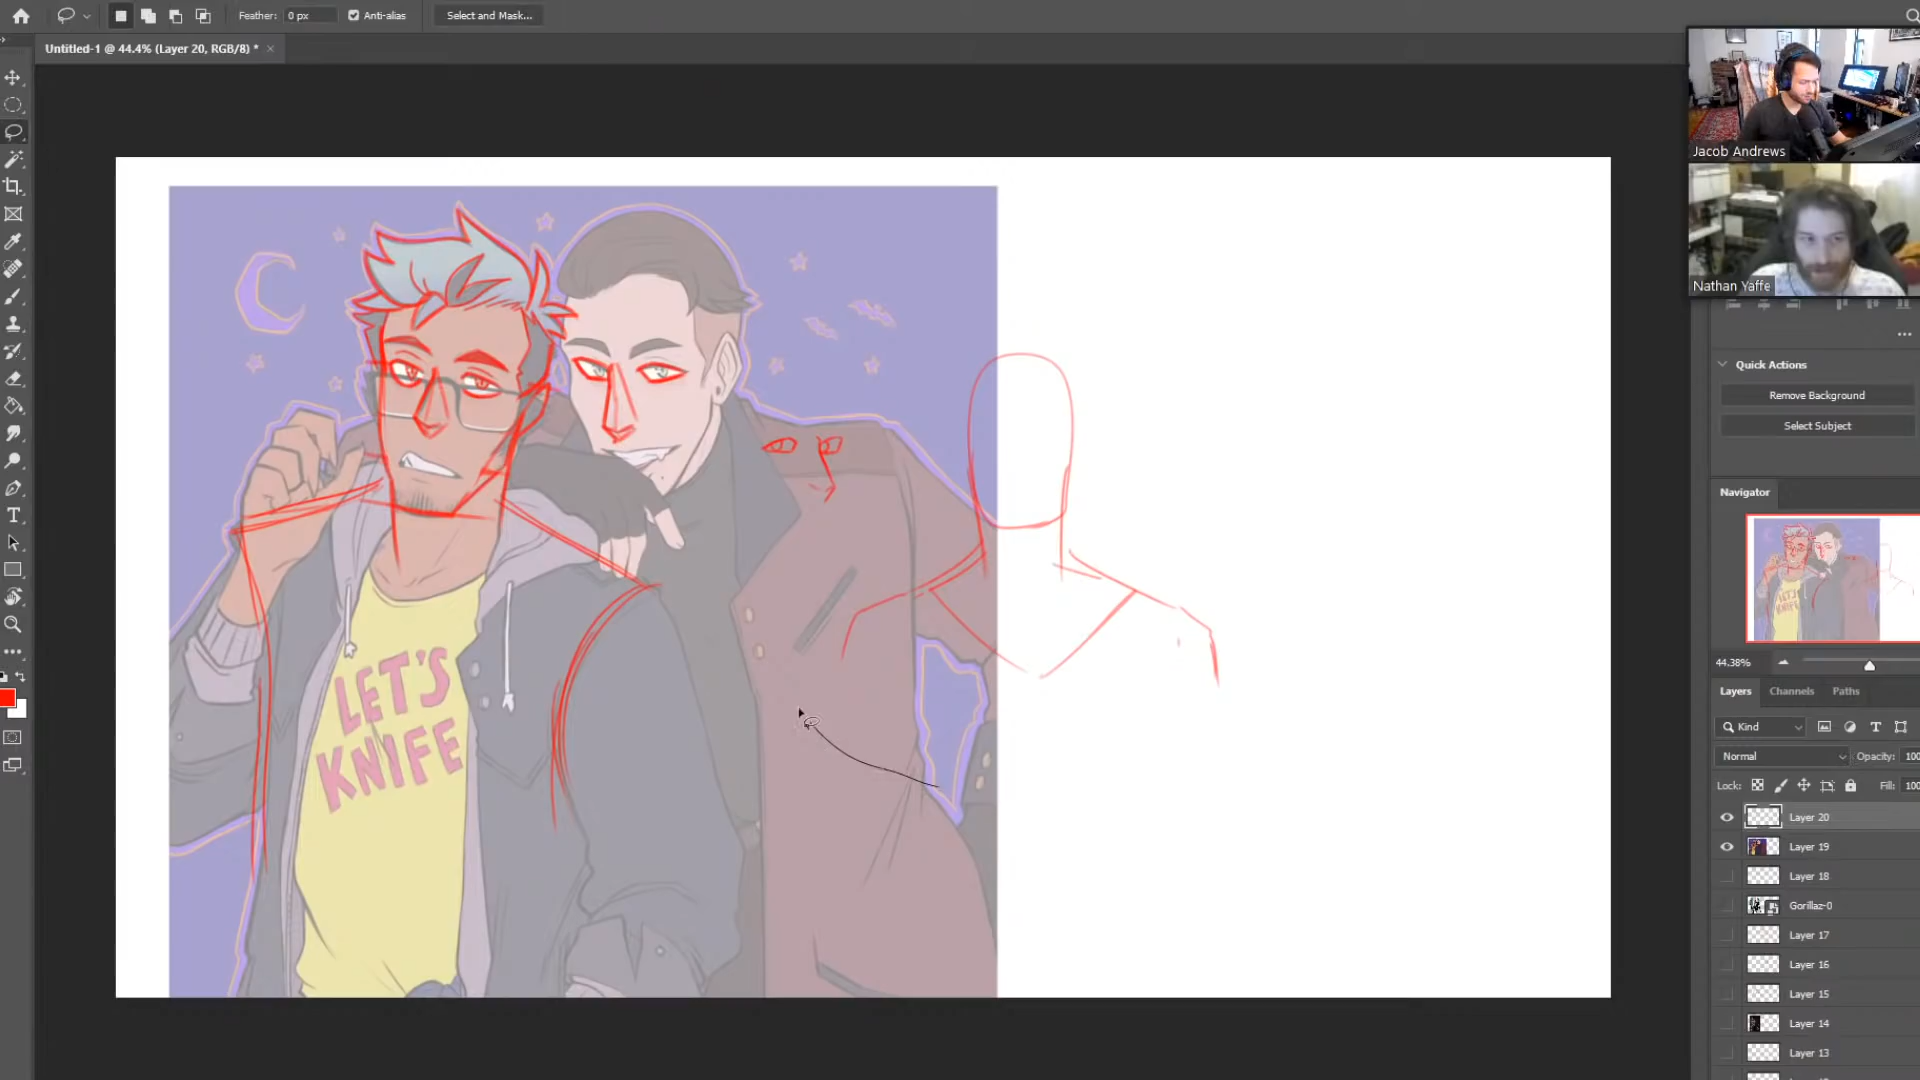 Feather: 0 px Anti-alias Select and Mask...
Untitled-1 @ 44.4% (Layer 20, RGB/8) *
Jacob Andrews
Nathan Yaffe
LET'S
KNIFE
Quick Actions
Remove Background
Select Subject
Navigator
44.38%
Layers Channels Paths
Kind
Normal Opacity: 100
Lock: Fill: 100
Layer 20
Layer 19
Layer 18
Gorillaz-0
Layer 17
Layer 16
Layer 15
Layer 14
Layer 13